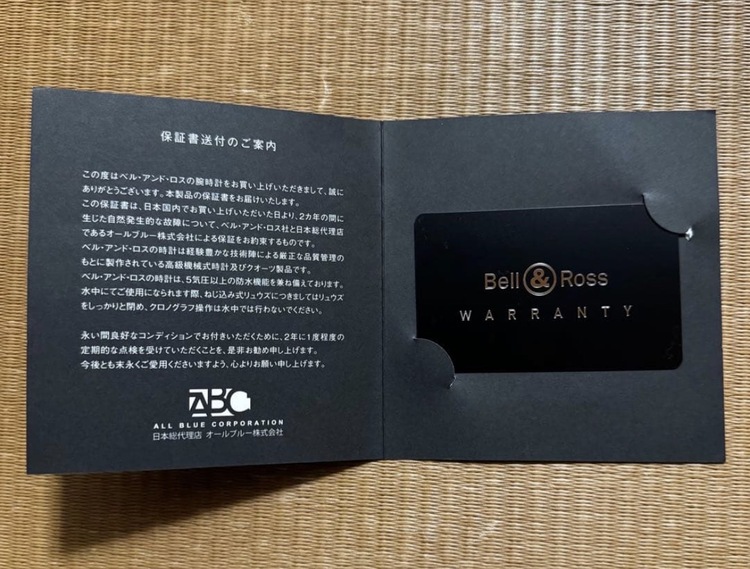 保証書送付のご案内
この度はベル・アンド・ロスの腕時計をお買い上げいただきまして、誠に
ありがとうございます。本製品の保証書をお届けいたします。
この保証書は、日本国内でお買い上げいただいた日より、2カ年の間に
生じた自然発生的な故障について、ベル・アンド・ロス社と日本総代理店
であるオールブルー株式会社による保証をお約束するものです。
ベル・アンド・ロスの時計は経験豊かな技術陣による厳正な品質管理の
もとに製作されている高級機械式時計及びクオーツ製品です。
ベル・アンド・ロスの時計は、5気圧以上の防水機能を兼ね備えております。
水中にてご使用になられます際、ねじ込み式リュウズにつきましてはリュウズ
をしっかりと閉め、クロノグラフ操作は水中では行わないでください。
永い間良好なコンディションでお付きいただくために、2年に1度程度の
定期的な点検を受けていただくことを、是非お勧め申し上げます。
今後とも末永くご愛用くださいますよう、心よりお願い申し上げます。
ABC
ALL BLUE CORPORATION
日本総代理店 オールブルー株式会社
Bell & Ross
WARRANTY